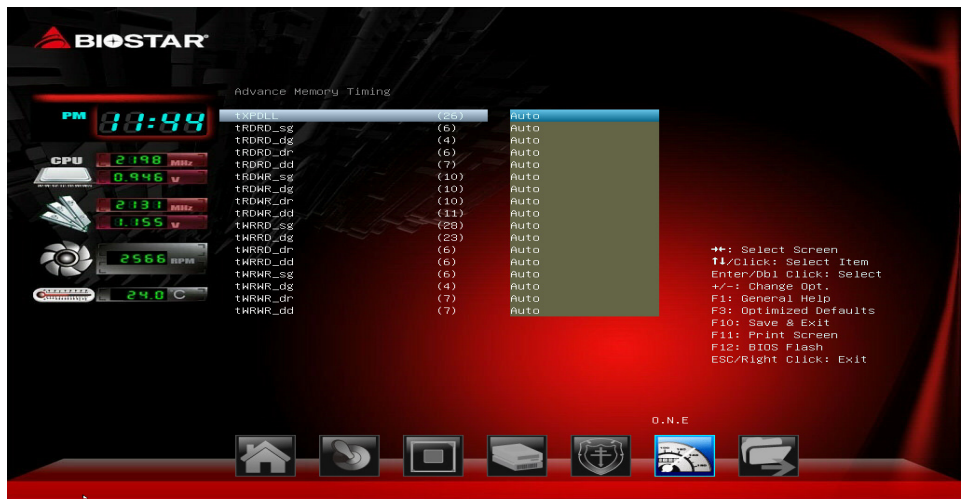 BIOSTAR
Advance Memory Timing
PM 11:44
CPU 2198 MHz
0.946 V
2131 MHz
1.155 V
2566 RPM
24.0 °C
tXPDLL (26) Auto
tRDRD_sg (6) Auto
tRDRD_dg (4) Auto
tRDRD_dr (6) Auto
tRDRD_dd (7) Auto
tRDWR_sg (10) Auto
tRDWR_dg (10) Auto
tRDWR_dr (10) Auto
tRDWR_dd (11) Auto
tWRRD_sg (28) Auto
tWRRD_dg (23) Auto
tWRRD_dr (6) Auto
tWRRD_dd (6) Auto
tWRWR_sg (6) Auto
tWRWR_dg (4) Auto
tWRWR_dr (7) Auto
tWRWR_dd (7) Auto
→←: Select Screen
↑↓/Click: Select Item
Enter/Dbl Click: Select
+/-: Change Opt.
F1: General Help
F3: Optimized Defaults
F10: Save & Exit
F11: Print Screen
F12: BIOS Flash
ESC/Right Click: Exit
O.N.E